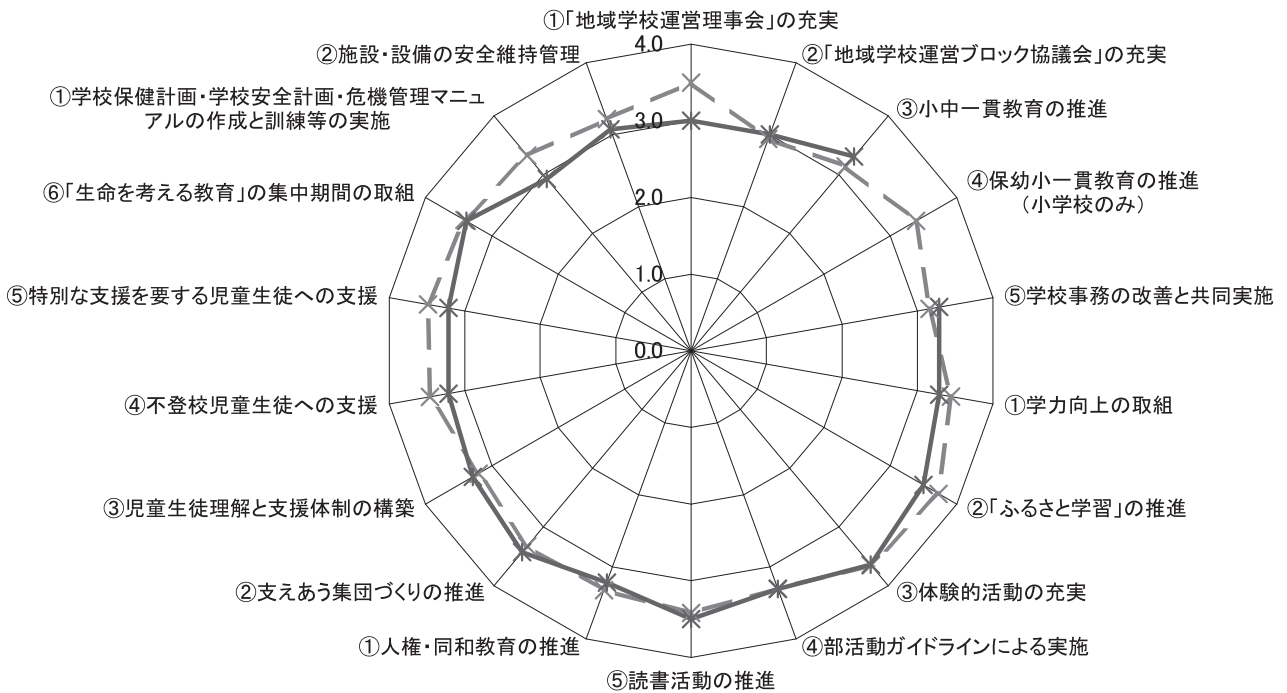 ①「地域学校運営理事会」の充実
②「地域学校運営ブロック協議会」の充実
③小中一貫教育の推進
④保幼小一貫教育の推進
（小学校のみ）
⑤学校事務の改善と共同実施
①学力向上の取組
②「ふるさと学習」の推進
③体験的活動の充実
④部活動ガイドラインによる実施
⑤読書活動の推進
①人権・同和教育の推進
②支えあう集団づくりの推進
③児童生徒理解と支援体制の構築
④不登校児童生徒への支援
⑤特別な支援を要する児童生徒への支援
⑥「生命を考える教育」の集中期間の取組
①学校保健計画・学校安全計画・危機管理マニュ
アルの作成と訓練等の実施
②施設・設備の安全維持管理
4.0
3.0
2.0
1.0
0.0